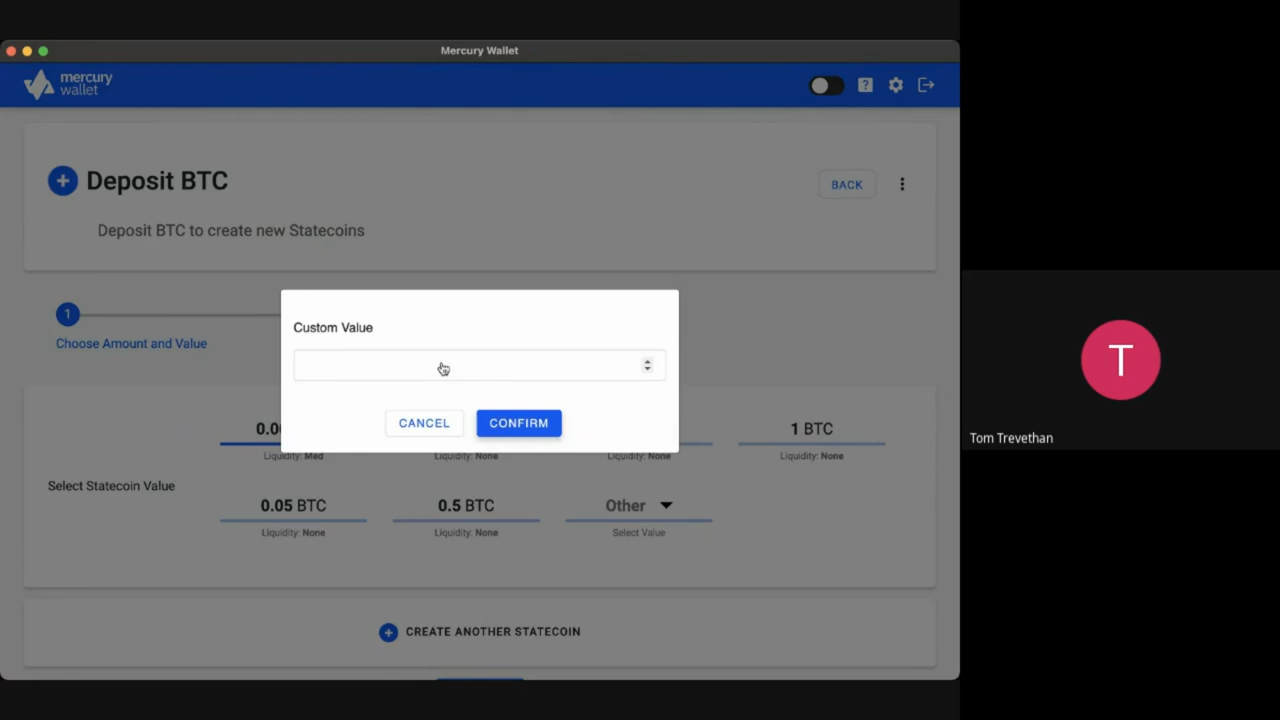 Mercury Wallet
mercury
wallet
?
Deposit BTC
BACK
Deposit BTC to create new Statecoins
1
Choose Amount and Value
Custom Value
CANCEL
CONFIRM
0.0
1 BTC
Liquidity: Med
Liquidity: None
Liquidity: None
Liquidity: None
Select Statecoin Value
0.05 BTC
0.5 BTC
Other
Liquidity: None
Liquidity: None
Select Value
CREATE ANOTHER STATECOIN
T
Tom Trevethan